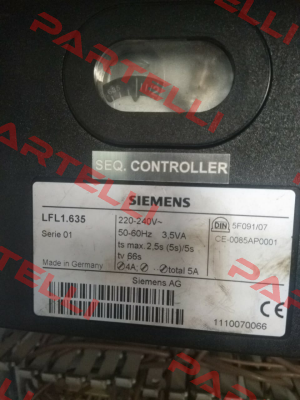 SEQ. CONTROLLER
SIEMENS
LFL1.635
Serie 01
Made in Germany
220-240V~
50-60Hz 3,5VA
ts max. 2,5s (5s)/5s
tv 66s
⌀4A; ⌀⌀total 5A
Siemens AG
DIN 5F091/07
CE-0085AP0001
1110070066
PARTELLI
PARTELLI
PARTELLI
PARTELLI